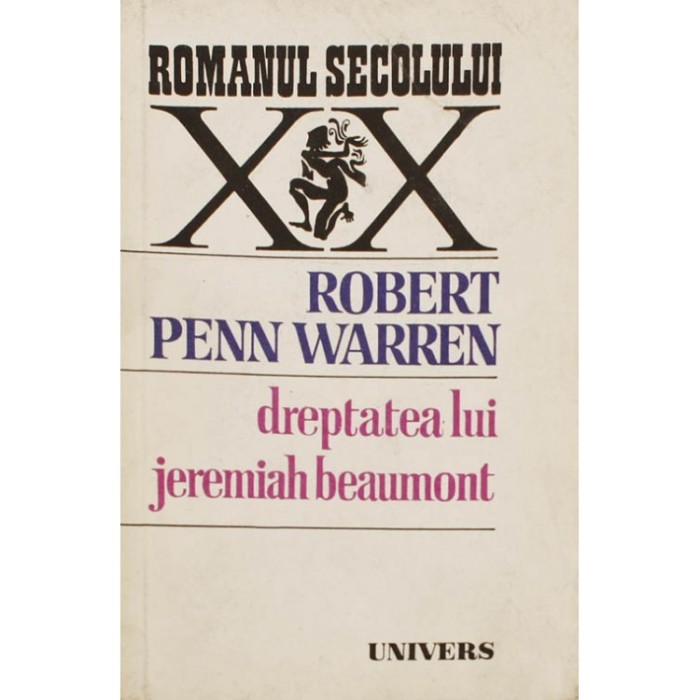 ROMANUL SECOLULUI
XX
ROBERT
PENN WARREN
dreptatea lui
jeremiah beaumont
UNIVERS